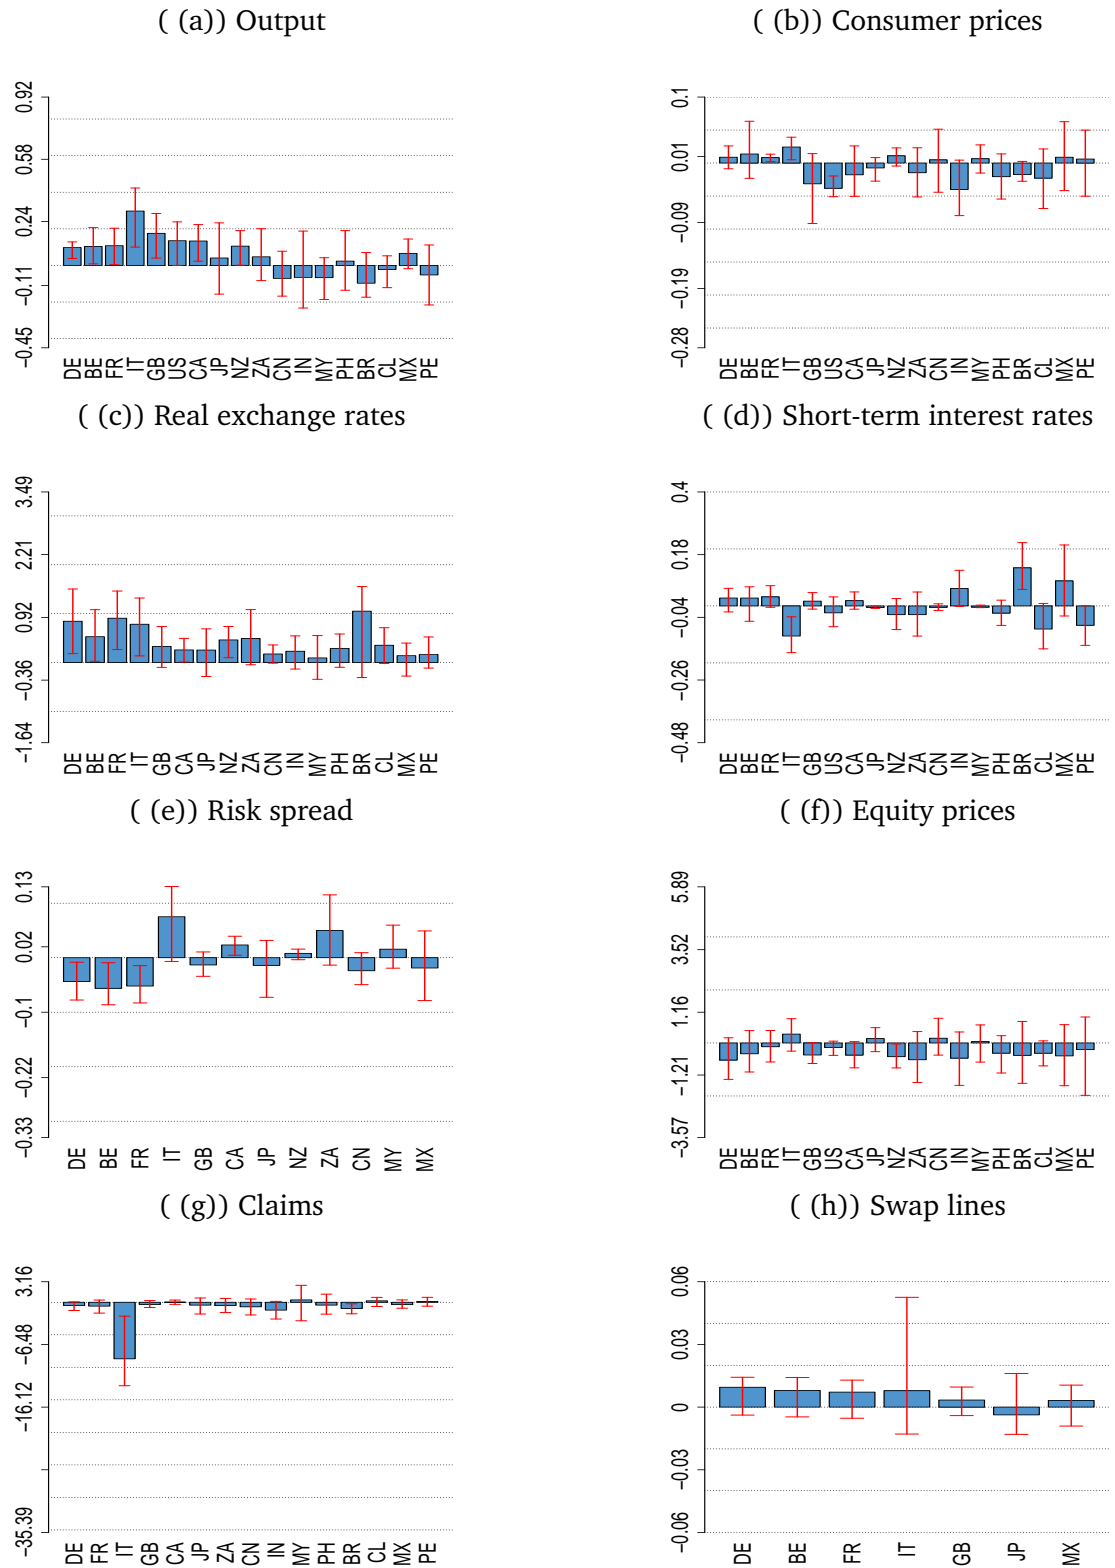 ( (a)) Output
( (b)) Consumer prices
0.92
0.58
0.24
−0.11
−0.45
DE BE FR IT GB US CA JP NZ ZA CN IN MY PH BR CL MX PE
0.1
0.01
−0.09
−0.19
−0.28
DE BE FR IT GB US CA JP NZ ZA CN IN MY PH BR CL MX PE
( (c)) Real exchange rates
( (d)) Short-term interest rates
3.49
2.21
0.92
−0.36
−1.64
DE BE FR IT GB CA JP NZ ZA CN IN MY PH BR CL MX PE
0.4
0.18
−0.04
−0.26
−0.48
DE BE FR IT GB US CA JP NZ ZA CN IN MY PH BR CL MX PE
( (e)) Risk spread
( (f)) Equity prices
0.13
0.02
−0.1
−0.22
−0.33
DE BE FR IT GB CA JP NZ ZA CN MY MX
5.89
3.52
1.16
−1.21
−3.57
DE BE FR IT GB US CA JP NZ ZA CN IN MY PH BR CL MX PE
( (g)) Claims
( (h)) Swap lines
3.16
−6.48
−16.12
−35.39
DE FR IT GB CA JP ZA CN IN MY PH BR CL MX PE
0.06
0.03
0
−0.03
−0.06
DE BE FR IT GB JP MX